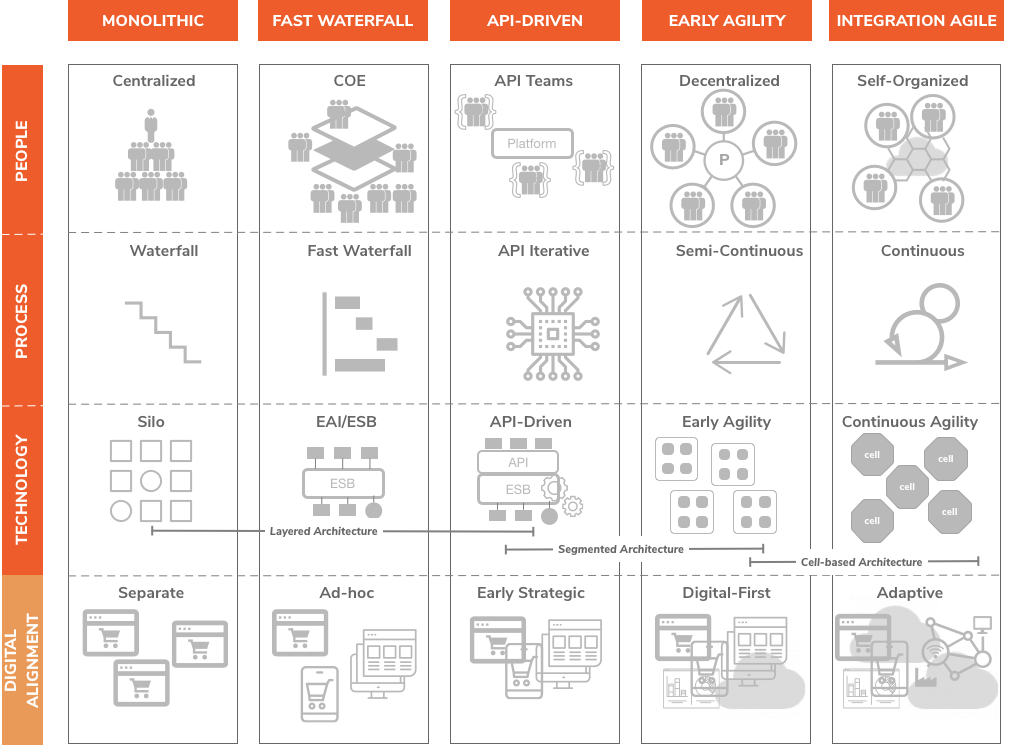 MONOLITHIC
FAST WATERFALL
API-DRIVEN
EARLY AGILITY
INTEGRATION AGILE
PEOPLE
Centralized
COE
API Teams
Platform
Decentralized
P
Self-Organized
PROCESS
Waterfall
Fast Waterfall
API Iterative
Semi-Continuous
Continuous
TECHNOLOGY
Silo
EAI/ESB
ESB
API-Driven
API
ESB
Early Agility
Continuous Agility
cell
cell
cell
cell
cell
Layered Architecture
Segmented Architecture
Cell-based Architecture
DIGITAL
ALIGNMENT
Separate
Ad-hoc
Early Strategic
Digital-First
Adaptive